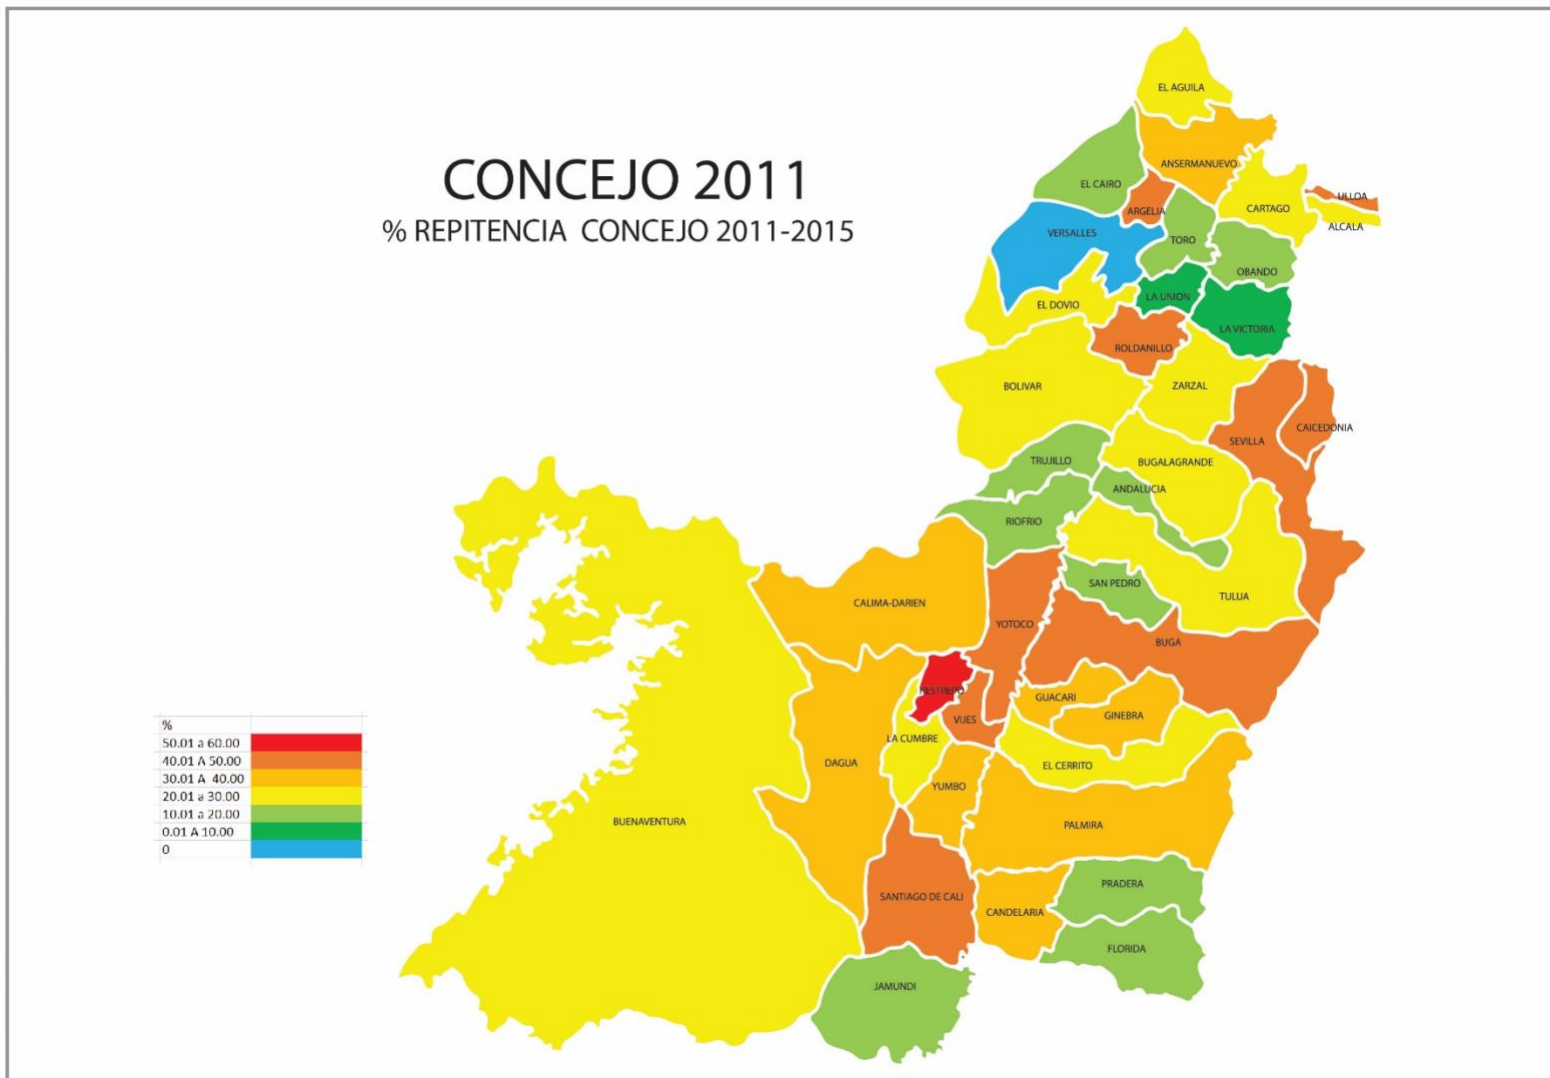 CONCEJO 2011
% REPITENCIA CONCEJO 2011-2015
EL AGUILA
ANSERMANUEVO
EL CAIRO
ULLOA
ARGELIA
CARTAGO
ALCALA
VERSALLES
TORO
OBANDO
LA UNION
EL DOVIO
LA VICTORIA
ROLDANILLO
BOLIVAR
ZARZAL
CAICEDONIA
SEVILLA
TRUJILLO
BUGALAGRANDE
ANDALUCIA
RIOFRIO
SAN PEDRO
TULUA
CALIMA-DARIEN
YOTOCO
BUGA
RESTREPO
GUACARI
GINEBRA
VIJES
LA CUMBRE
DAGUA
EL CERRITO
YUMBO
BUENAVENTURA
PALMIRA
PRADERA
SANTIAGO DE CALI
CANDELARIA
FLORIDA
JAMUNDI
%
50.01 a 60.00
40.01 A 50.00
30.01 A 40.00
20.01 a 30.00
10.01 a 20.00
0.01 A 10.00
0